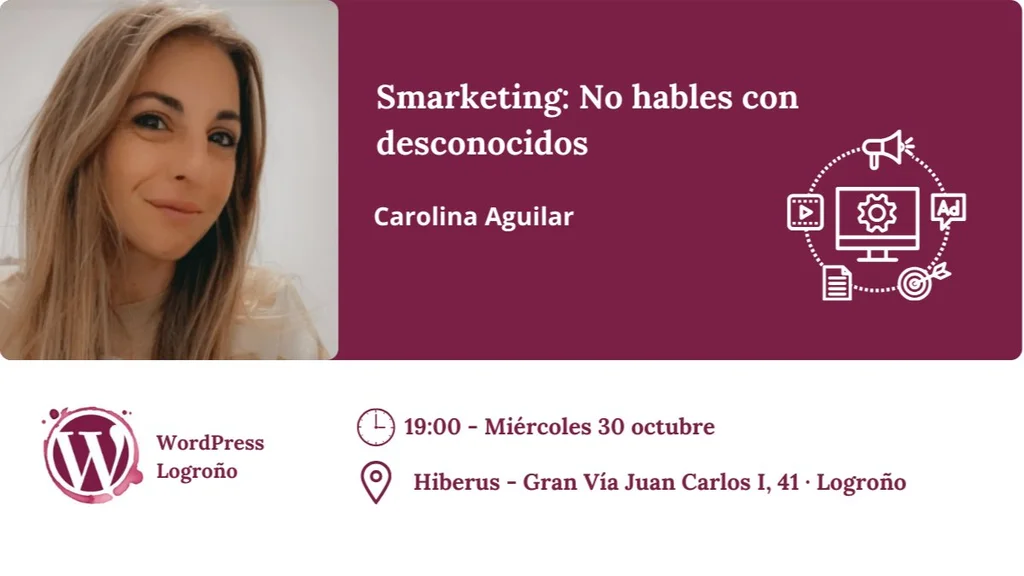 Smarketing: No hables con
desconocidos
Carolina Aguilar
Ad
WordPress
Logroño
19:00 - Miércoles 30 octubre
Hiberus - Gran Vía Juan Carlos I, 41 · Logroño